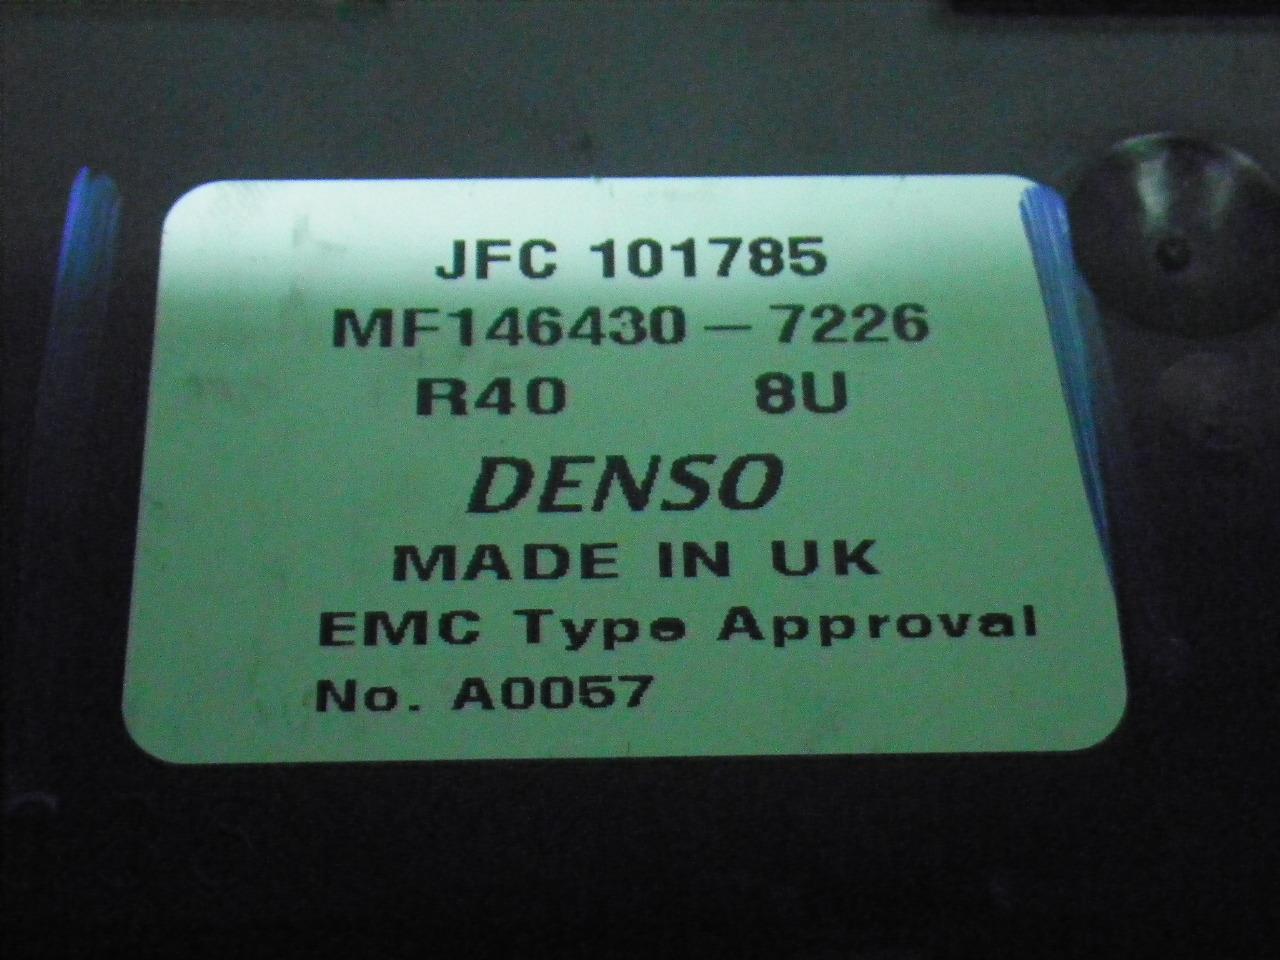 JFC 101785
MF146430-7226
R40 8U
DENSO
MADE IN UK
EMC Type Approval
No. A0057